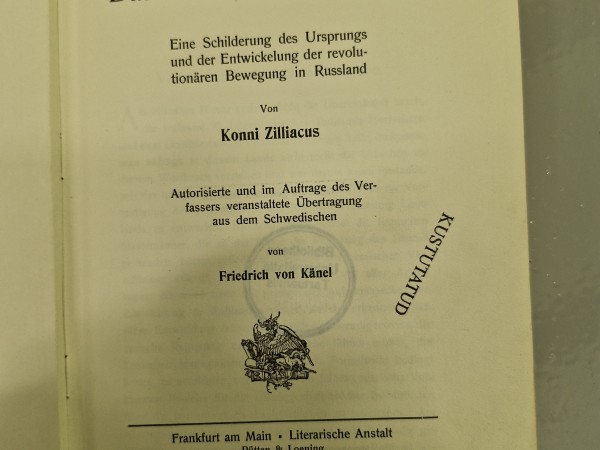 Eine Schilderung des Ursprungs
und der Entwickelung der revolu-
tionären Bewegung in Russland
Von
Konni Zilliacus
Autorisierte und im Auftrage des Ver-
fassers veranstaltete Übertragung
aus dem Schwedischen
von
Friedrich von Känel
KUSTUTATUD
Frankfurt am Main • Literarische Anstalt
Rütten & Loening